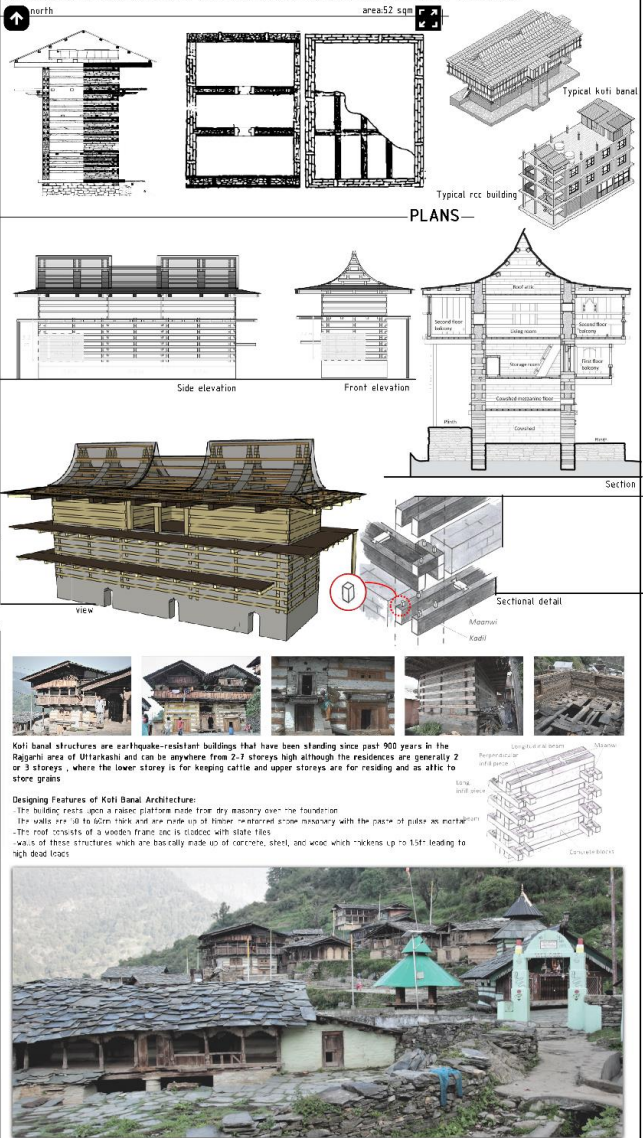 north
area:52 sqm
Typical koti banal
Typical rcc building
PLANS
Roof attic
Second floor balcony
Living room
Second floor balcony
Storage room
First floor balcony
Cowshed mezzanine floor
Plinth
Cowshed
Plinth
Side elevation
Front elevation
Section
view
Sectional detail
Maanwi
Kadil
Koti banal structures are earthquake-resistant buildings that have been standing since past 900 years in the
Rajgarhi area of Uttarkashi and can be anywhere from 2-7 storeys high although the residences are generally 2
or 3 storeys , where the lower storey is for keeping cattle and upper storeys are for residing and as attic to
store grains
Designing Features of Koti Banal Architecture:
-The building rests upon a raised platform made from dry masonry over the foundation
-The walls are 50 to 60cm thick and are made up of timber reinforced stone masonary with the paste of pulse as mortar
-The roof consists of a wooden frame and is cladded with slate tiles
-walls of these structures which are basically made up of concrete, steel, and wood which thickens up to 1.5ft leading to
high dead loads
Longitudinal beam
Maanwi
Perpendicular
infill piece
Long
infill piece
beam
Concrete blocks